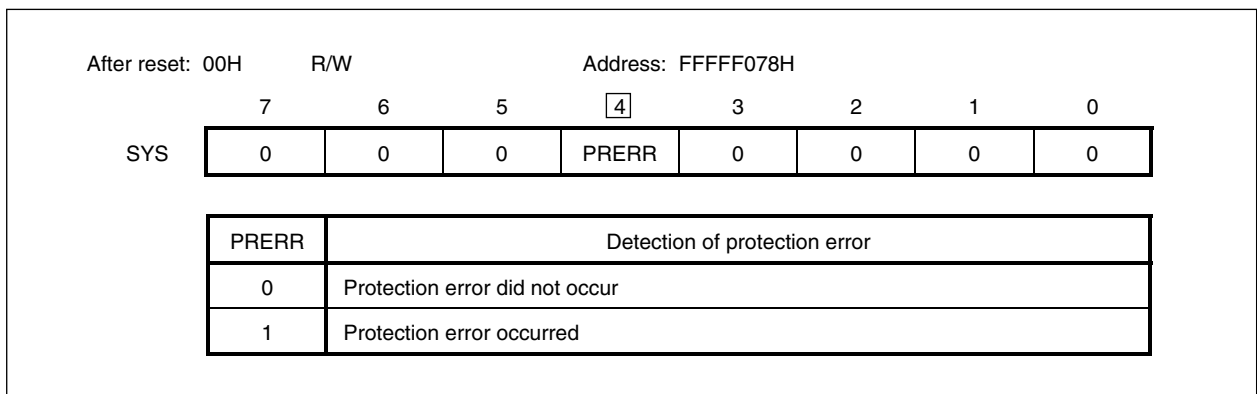 After reset: 00H R/W Address: FFFFF078H
7 6 5 4 3 2 1 0
SYS 0 0 0 PRERR 0 0 0 0
PRERR Detection of protection error
0 Protection error did not occur
1 Protection error occurred